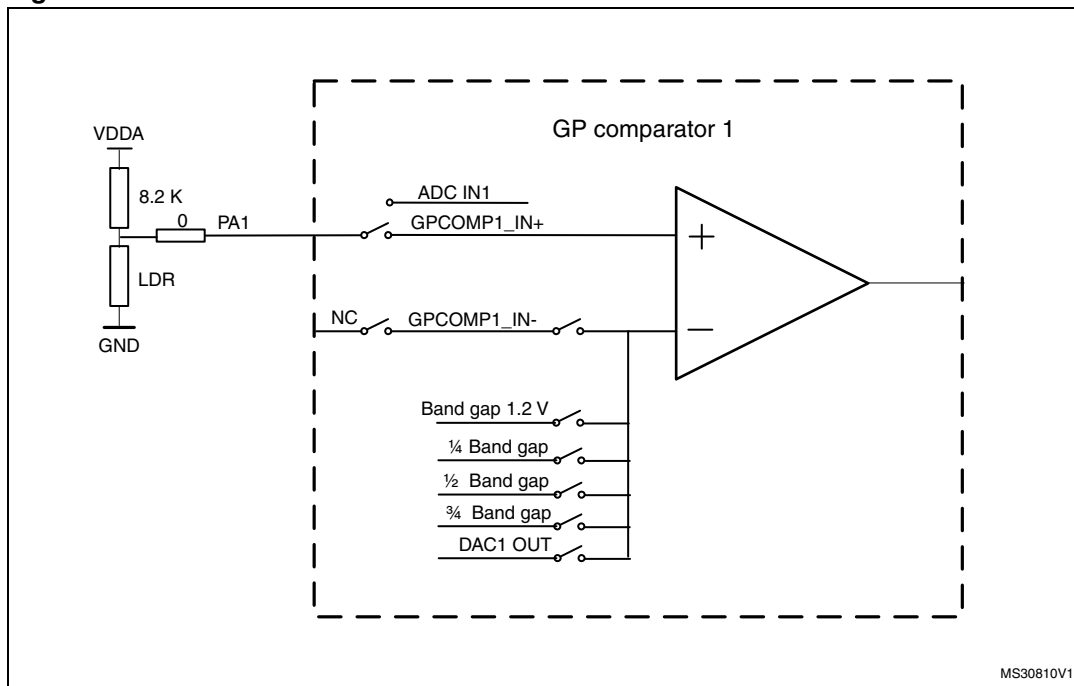 GP comparator 1
VDDA
8.2 K
0
PA1
LDR
GND
ADC IN1
GPCOMP1_IN+
NC
GPCOMP1_IN-
Band gap 1.2 V
¼ Band gap
½ Band gap
¾ Band gap
DAC1 OUT
+
–
MS30810V1